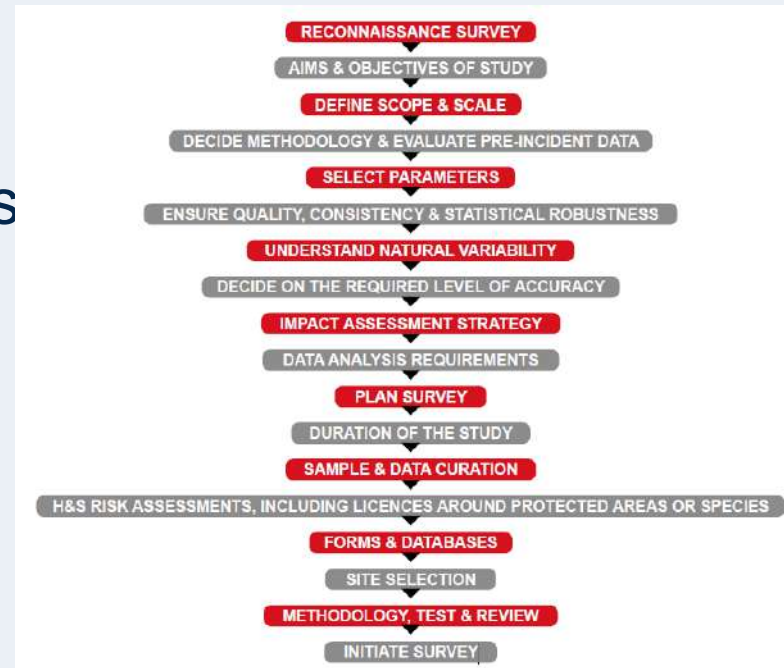 RECONNAISSANCE SURVEY
AIMS & OBJECTIVES OF STUDY
DEFINE SCOPE & SCALE
DECIDE METHODOLOGY & EVALUATE PRE-INCIDENT DATA
SELECT PARAMETERS
s
ENSURE QUALITY, CONSISTENCY & STATISTICAL ROBUSTNESS
UNDERSTAND NATURAL VARIABILITY
DECIDE ON THE REQUIRED LEVEL OF ACCURACY
IMPACT ASSESSMENT STRATEGY
DATA ANALYSIS REQUIREMENTS
PLAN SURVEY
DURATION OF THE STUDY
SAMPLE & DATA CURATION
H&S RISK ASSESSMENTS, INCLUDING LICENCES AROUND PROTECTED AREAS OR SPECIES
FORMS & DATABASES
SITE SELECTION
METHODOLOGY, TEST & REVIEW
INITIATE SURVEY